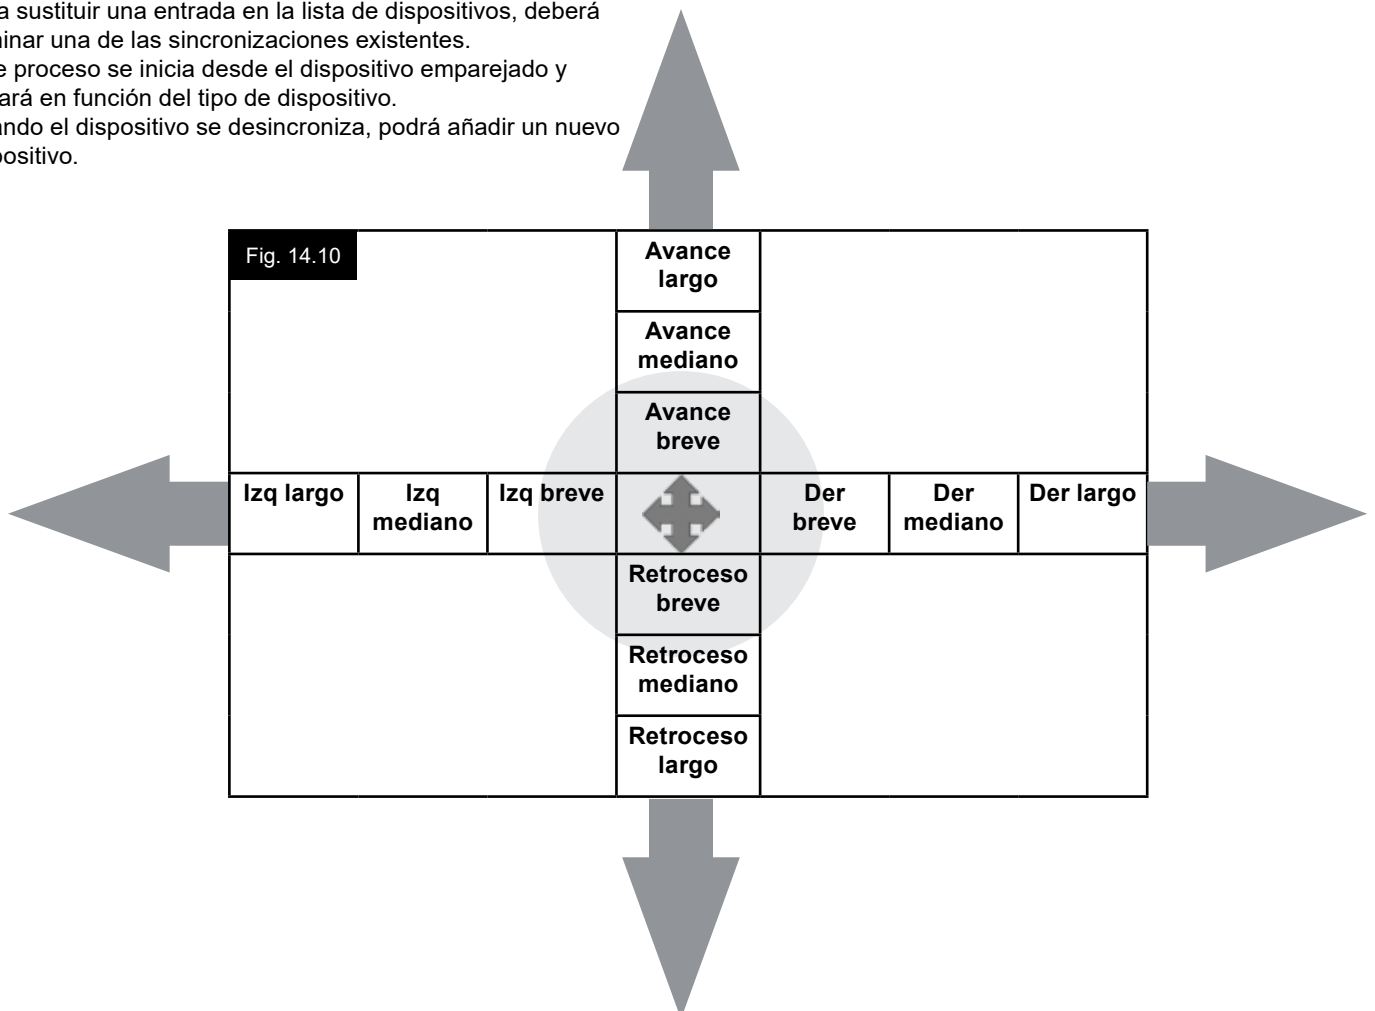 a sustituir una entrada en la lista de dispositivos, deberá
inar una de las sincronizaciones existentes.
e proceso se inicia desde el dispositivo emparejado y
ará en función del tipo de dispositivo.
ando el dispositivo se desincroniza, podrá añadir un nuevo
positivo.
Fig. 14.10
Avance
largo
Avance
mediano
Avance
breve
Izq largo
Izq
mediano
Izq breve
Der
breve
Der
mediano
Der largo
Retroceso
breve
Retroceso
mediano
Retroceso
largo